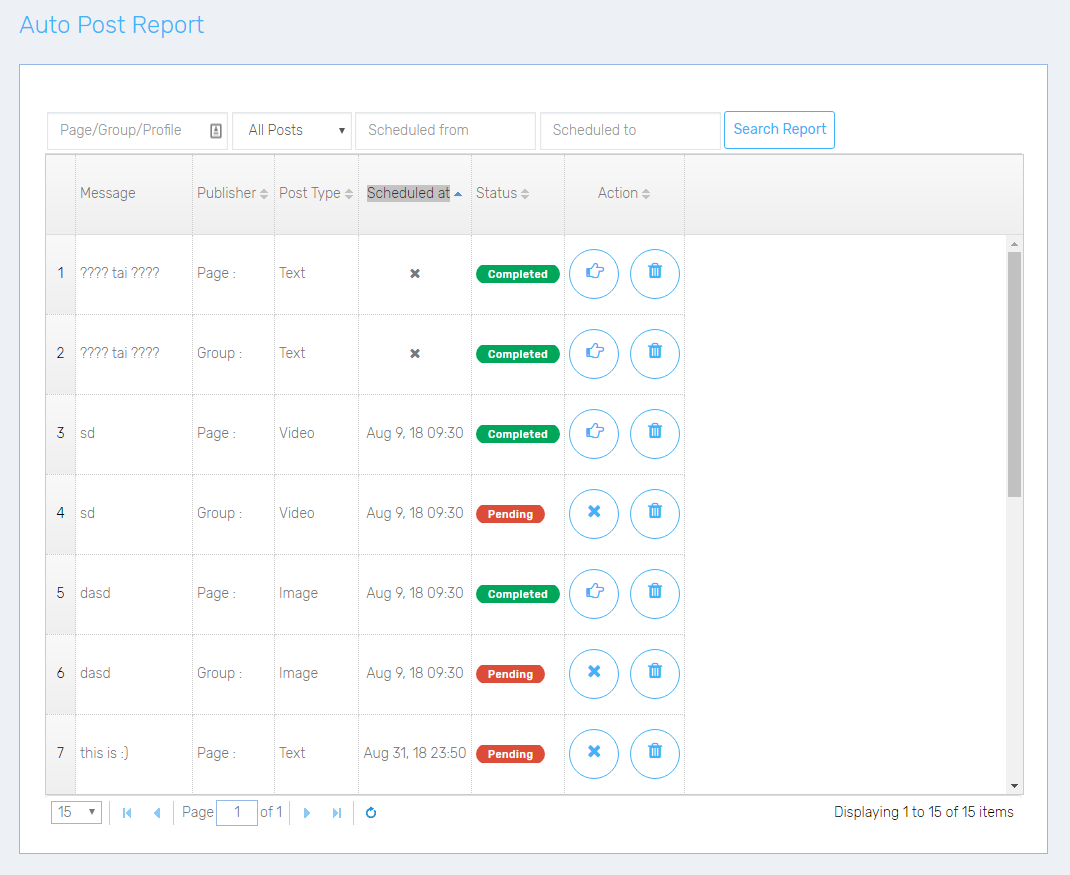 Auto Post Report
Page/Group/Profile All Posts Scheduled from Scheduled to Search Report
Message Publisher Post Type Scheduled at Status Action
1 ???? tai ???? Page : Text Completed
2 ???? tai ???? Group : Text Completed
3 sd Page : Video Aug 9, 18 09:30 Completed
4 sd Group : Video Aug 9, 18 09:30 Pending
5 dasd Page : Image Aug 9, 18 09:30 Completed
6 dasd Group : Image Aug 9, 18 09:30 Pending
7 this is :) Page : Text Aug 31, 18 23:50 Pending
15 Page 1 of 1 Displaying 1 to 15 of 15 items